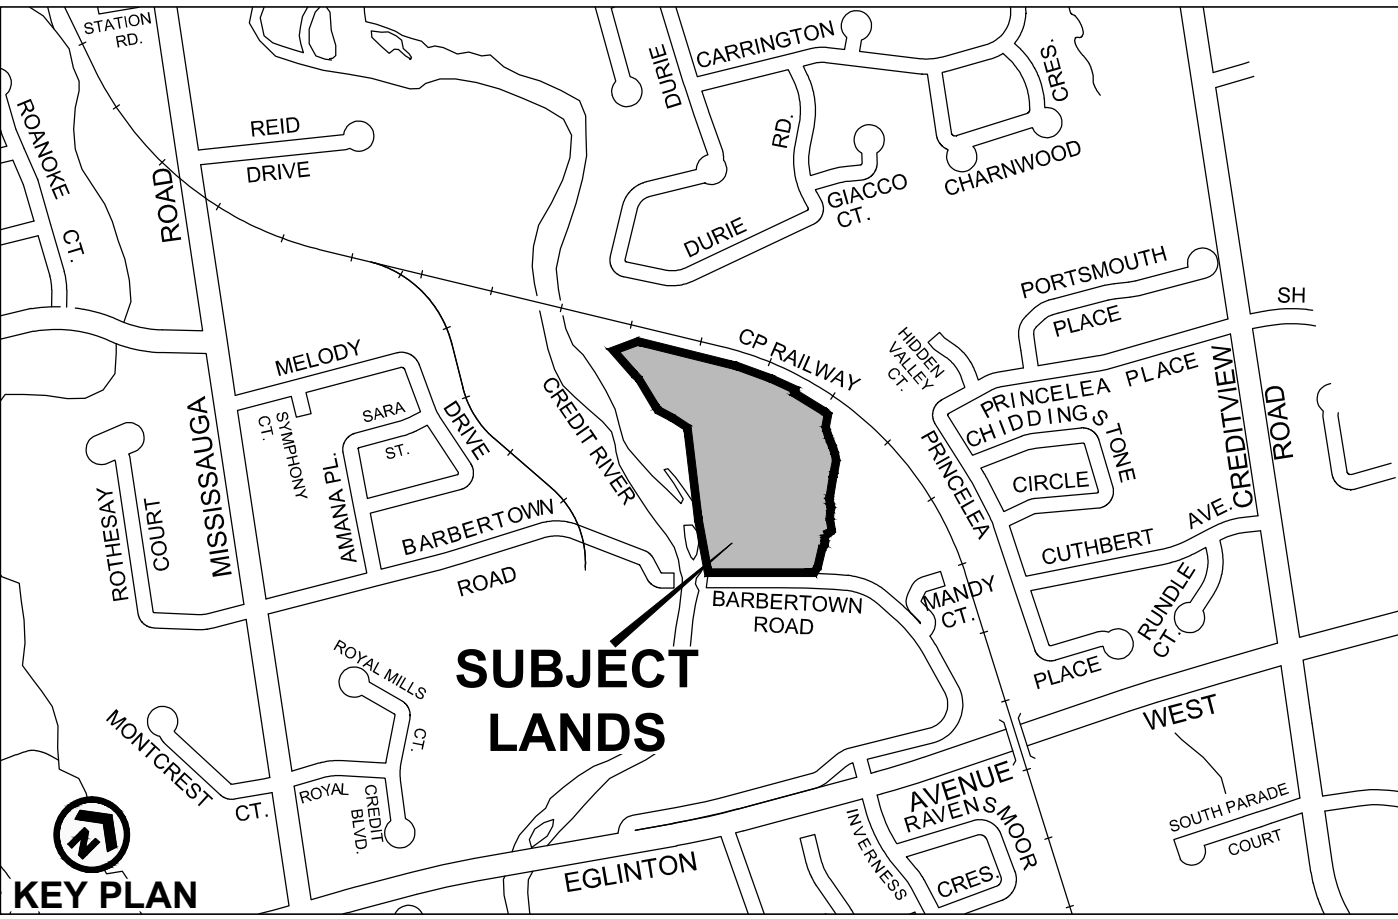 STATION
RD.
CARRINGTON
DURIE
CRES.
ROANOKE
CT.
REID
DRIVE
RD.
ROAD
GIACCO
CT.
CHARNWOOD
DURIE
PORTSMOUTH
PLACE
SH
CP RAILWAY
HIDDEN
VALLEY
CT.
MELODY
DRIVE
PRINCELEA PLACE
CHIDDINGSTONE
CIRCLE
CREDITVIEW
ROAD
CREDIT RIVER
SARA
ST.
SYMPHONY
CT.
AMANA PL.
MISSISSAUGA
ROTHESAY
COURT
PRINCELEA
BARBERTOWN
ROAD
CUTHBERT AVE.
RUNDLE
CT.
MANDY
CT.
BARBERTOWN
ROAD
SUBJECT
LANDS
ROYAL MILLS
CT.
PLACE
WEST
MONTCREST
CT.
ROYAL
CREDIT
BLVD.
AVENUE
RAVENSMOOR
CRES.
INVERNESS
SOUTH PARADE
COURT
EGLINTON
N
KEY PLAN